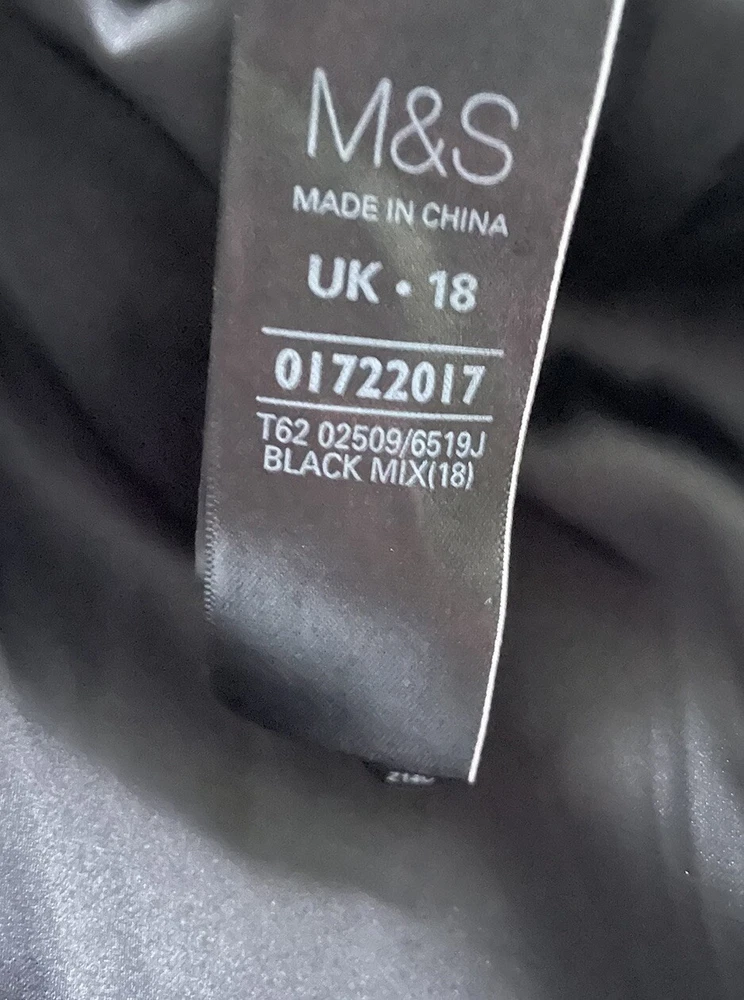 M&S
MADE IN CHINA
UK • 18
01722017
T62 02509/6519J
BLACK MIX(18)